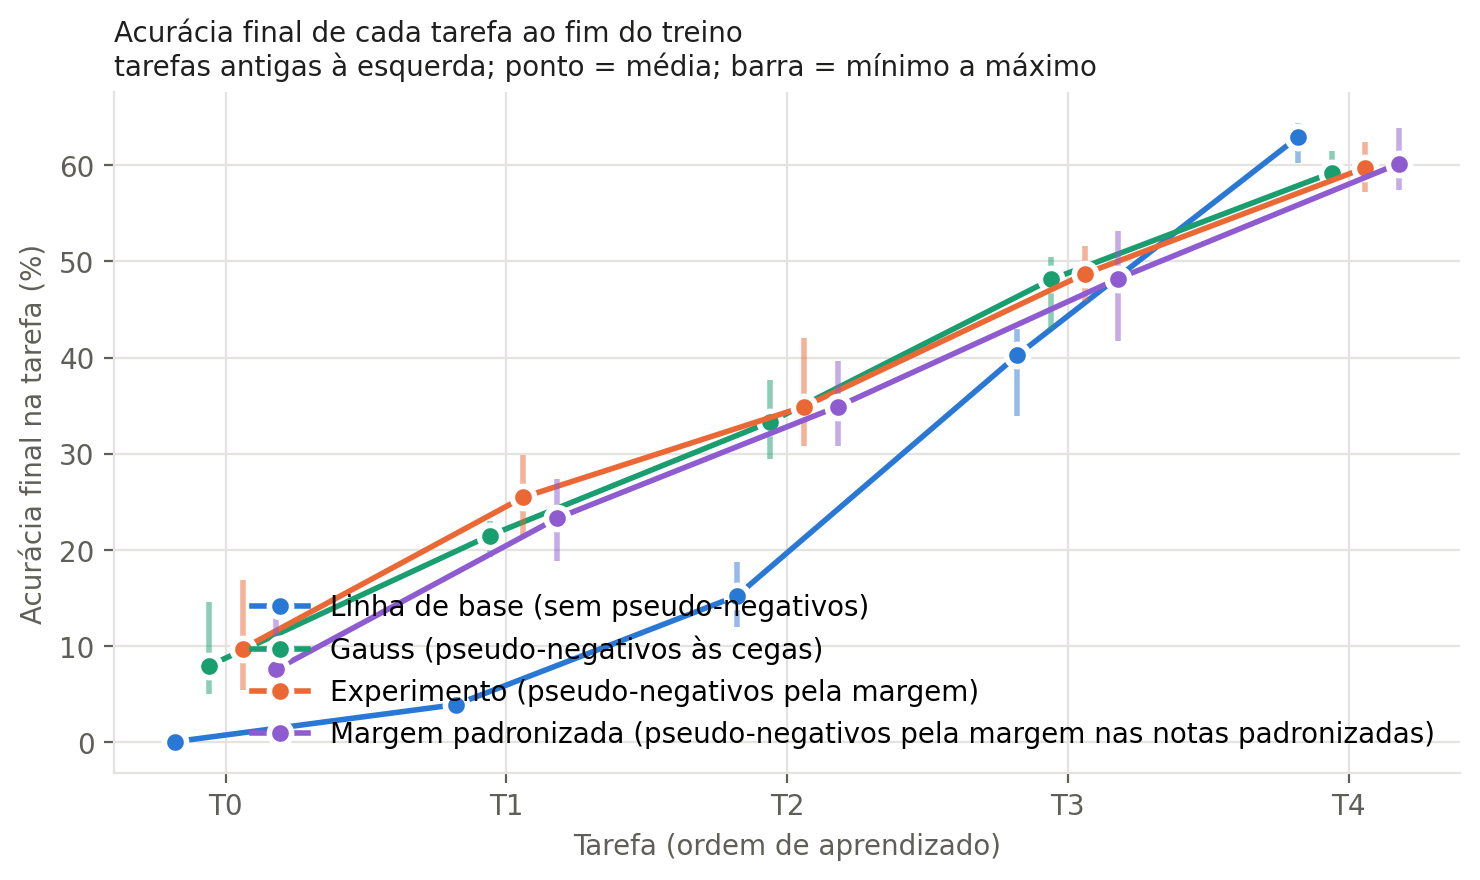 Acurácia final de cada tarefa ao fim do treino
tarefas antigas à esquerda; ponto = média; barra = mínimo a máximo
Acurácia final na tarefa (%)
60
50
40
30
20
10
0
Linha de base (sem pseudo-negativos)
Gauss (pseudo-negativos às cegas)
Experimento (pseudo-negativos pela margem)
Margem padronizada (pseudo-negativos pela margem nas notas padronizadas)
T0 T1 T2 T3 T4
Tarefa (ordem de aprendizado)